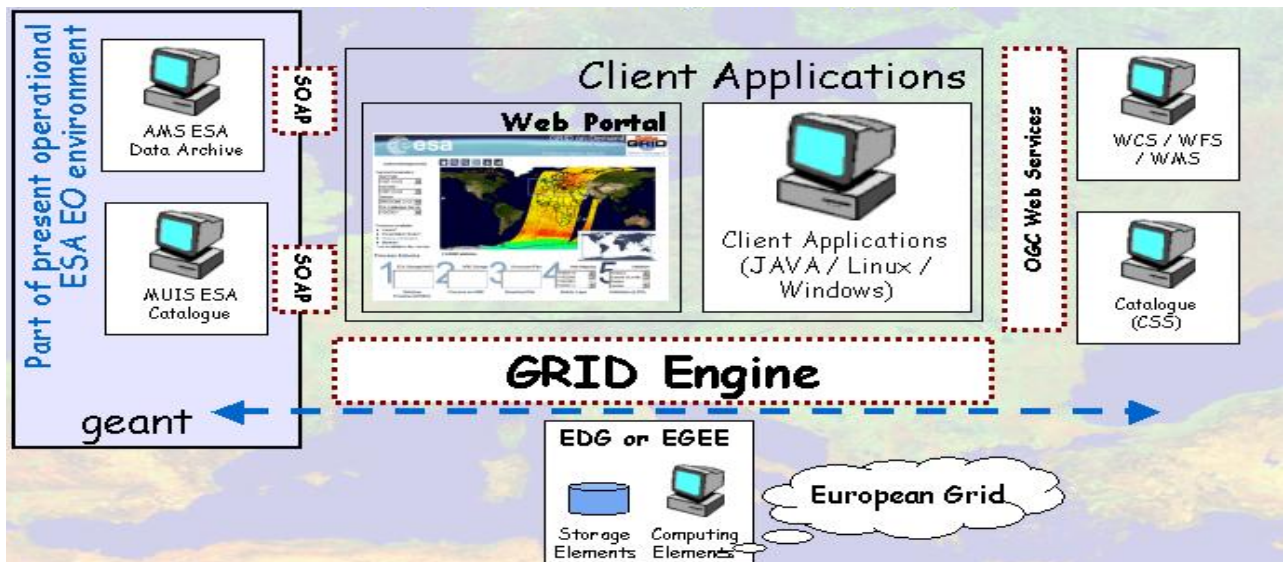 Part of present operational
ESA EO environment
AMS ESA
Data Archive
SOAP
MUIS ESA
Catalogue
SOAP
geant
Client Applications
Web Portal
esa
GRID
1
2
3
4
5
Client Applications
(JAVA / Linux /
Windows)
OGC Web Services
WCS / WFS
/ WMS
Catalogue
(CSS)
GRID Engine
EDG or EGEE
Storage
Elements
Computing
Elements
European Grid